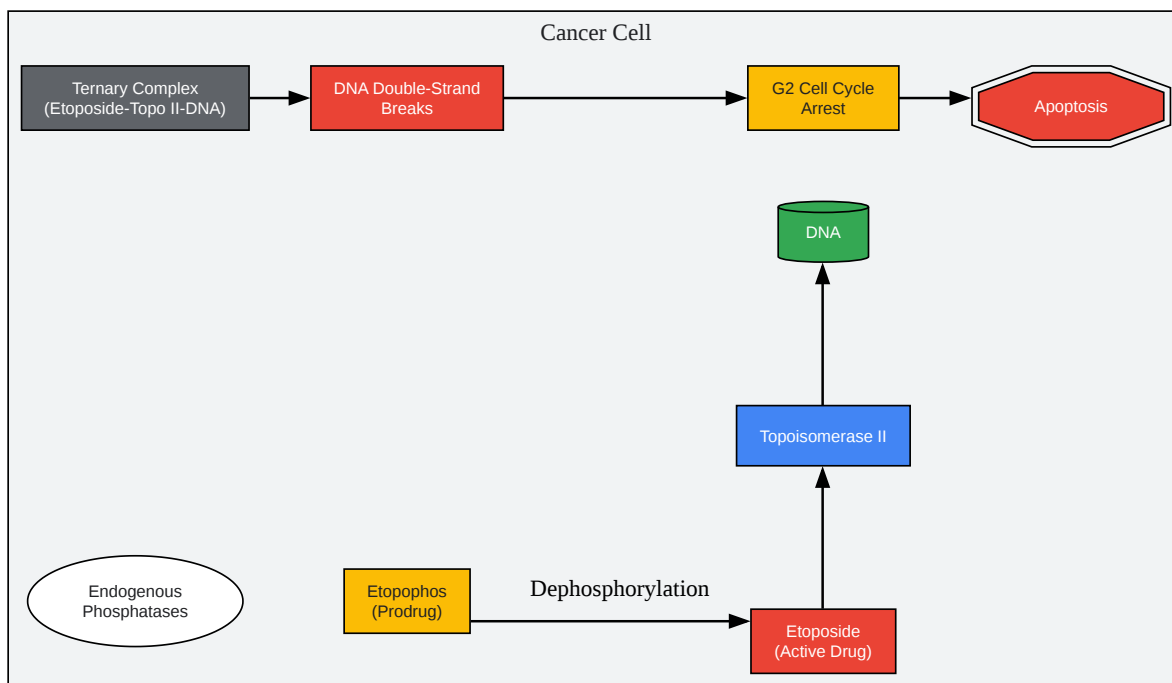 Cancer Cell
Ternary Complex
(Etoposide-Topo II-DNA)
DNA Double-Strand
Breaks
G2 Cell Cycle
Arrest
Apoptosis
DNA
Topoisomerase II
Endogenous
Phosphatases
Etopophos
(Prodrug)
Dephosphorylation
Etoposide
(Active Drug)